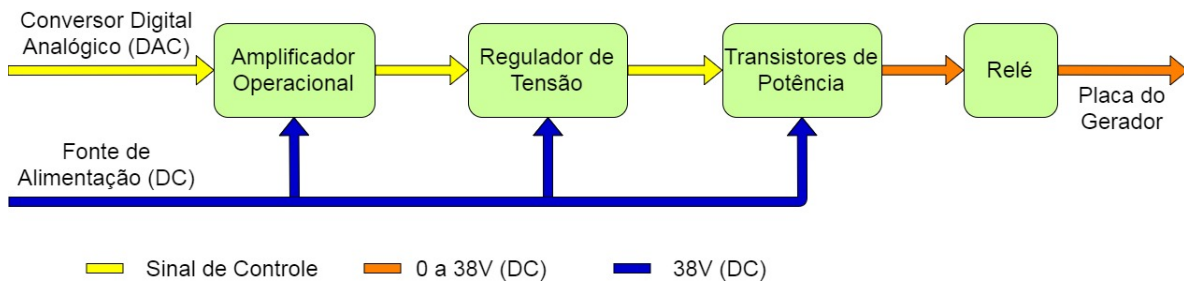 Conversor Digital
Analógico (DAC)
Amplificador
Operacional
Regulador de
Tensão
Transistores de
Potência
Relé
Placa do
Gerador
Fonte de
Alimentação (DC)
Sinal de Controle
0 a 38V (DC)
38V (DC)